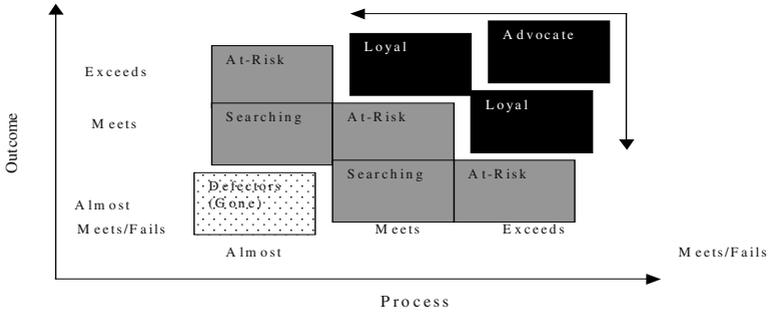 Advocate
Loyal
At-Risk
Exceeds
Loyal
Searching
At-Risk
Meets
Outcome
Searching
At-Risk
Defectors
(Gone)
Almost
Meets/Fails
Meets
Exceeds
Almost
Meets/Fails
Process